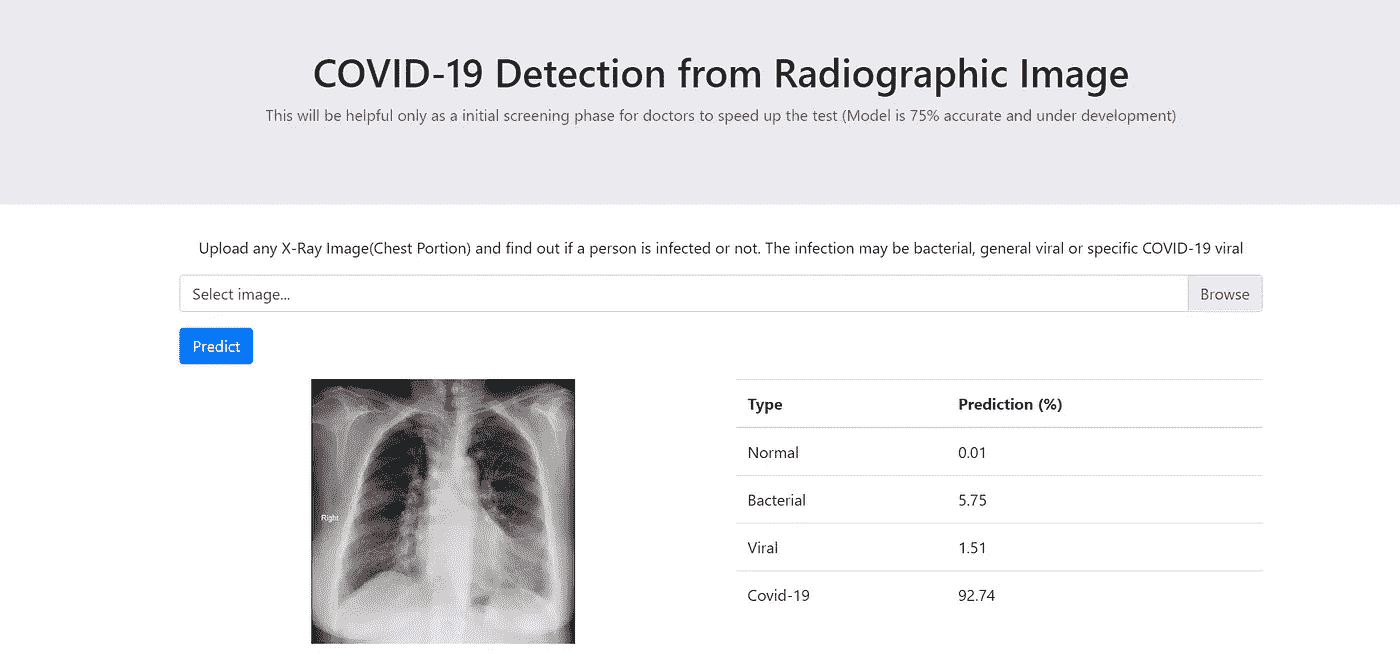 COVID-19 Detection from Radiographic Image
This will be helpful only as a initial screening phase for doctors to speed up the test (Model is 75% accurate and under development)
Upload any X-Ray Image(Chest Portion) and find out if a person is infected or not. The infection may be bacterial, general viral or specific COVID-19 viral
Select image... Browse
Predict
Type Prediction (%)
Normal 0.01
Bacterial 5.75
Right
Viral 1.51
Covid-19 92.74